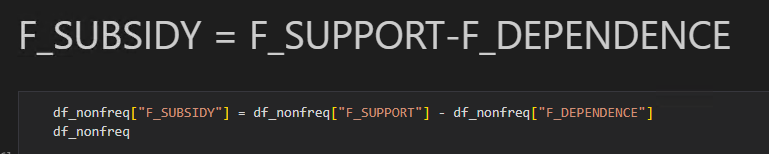 F_SUBSIDY = F_SUPPORT-F_DEPENDENCE
df_nonfreq["F_SUBSIDY"] = df_nonfreq["F_SUPPORT"] - df_nonfreq["F_DEPENDENCE"]
df_nonfreq